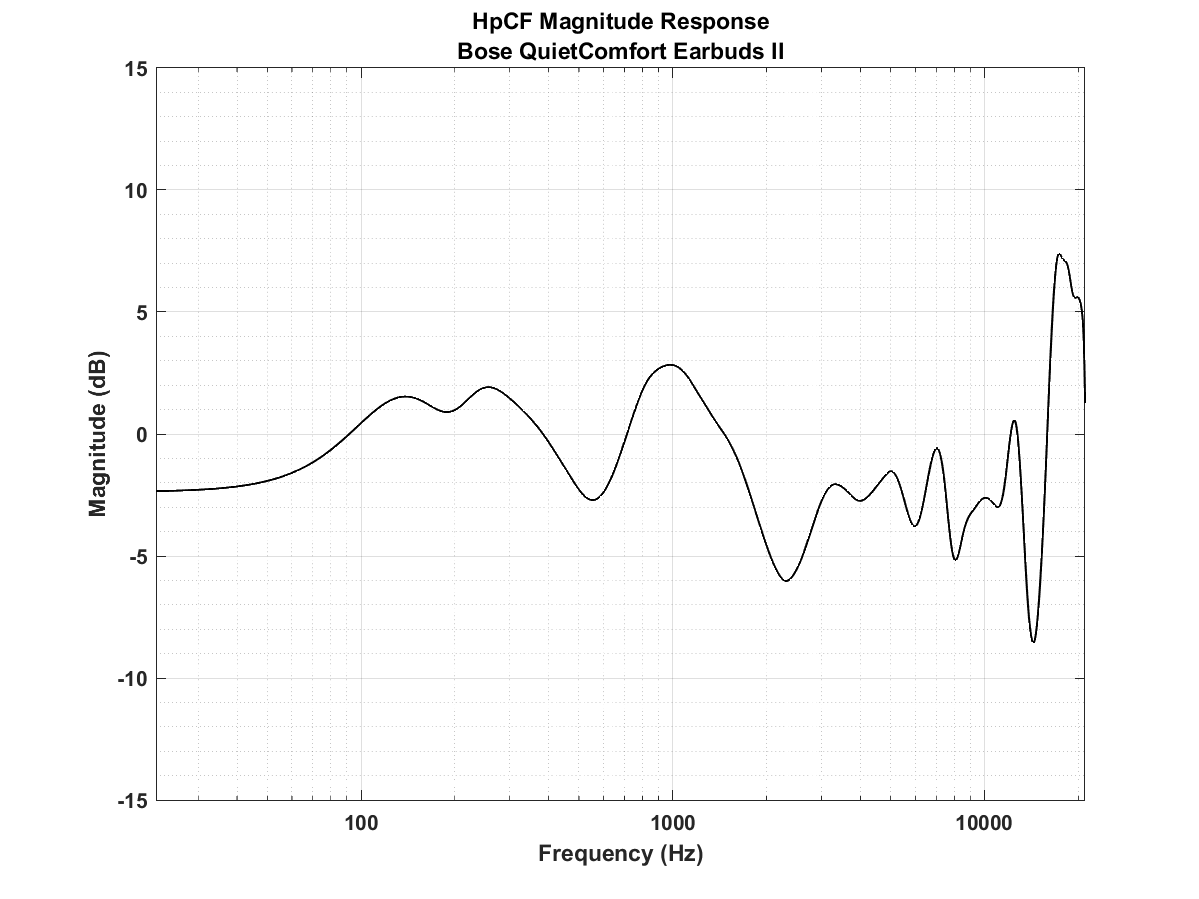 HpCF Magnitude Response
Bose QuietComfort Earbuds II
15
10
5
0
-5
-10
-15
Magnitude (dB)
100
1000
10000
Frequency (Hz)